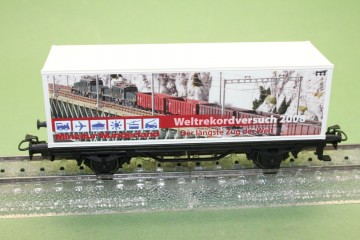 Weltrekordversuch 2008
Der längste Zug der Welt